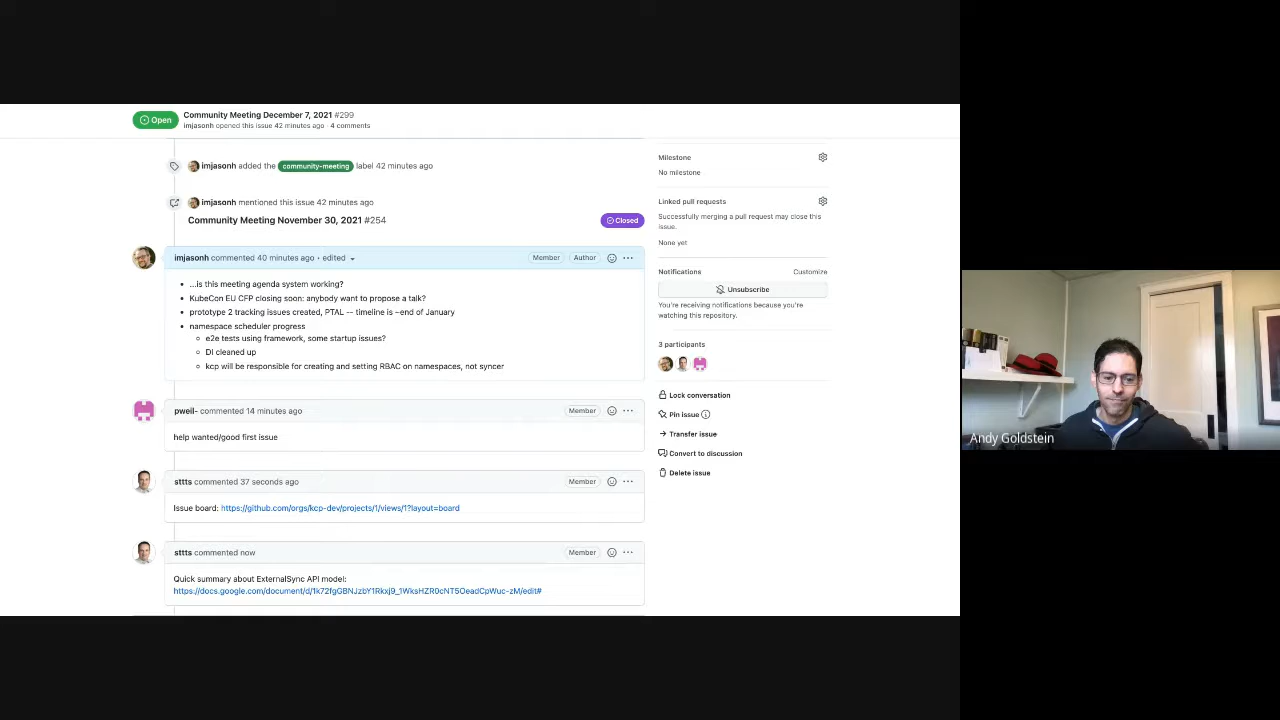 Open
Community Meeting December 7, 2021 #299
imjasonh opened this issue 42 minutes ago · 4 comments
imjasonh added the community-meeting label 42 minutes ago
imjasonh mentioned this issue 42 minutes ago
Community Meeting November 30, 2021 #254
Closed
imjasonh commented 40 minutes ago • edited
Member
Author
...is this meeting agenda system working?
KubeCon EU CFP closing soon: anybody want to propose a talk?
prototype 2 tracking issues created, PTAL -- timeline is ~end of January
namespace scheduler progress
e2e tests using framework, some startup issues?
DI cleaned up
kcp will be responsible for creating and setting RBAC on namespaces, not syncer
pweil- commented 14 minutes ago
Member
help wanted/good first issue
sttts commented 37 seconds ago
Member
Issue board: https://github.com/orgs/kcp-dev/projects/1/views/1?layout=board
sttts commented now
Member
Quick summary about ExternalSync API model:
https://docs.google.com/document/d/1k72fgGBNJzbY1Rkxj9_1WksHZR0cNT5OeadCpWuc-zM/edit#
Milestone
No milestone
Linked pull requests
Successfully merging a pull request may close this
issue.
None yet
Notifications
Customize
Unsubscribe
You're receiving notifications because you're
watching this repository.
3 participants
Lock conversation
Pin issue
Transfer issue
Convert to discussion
Delete issue
Andy Goldstein